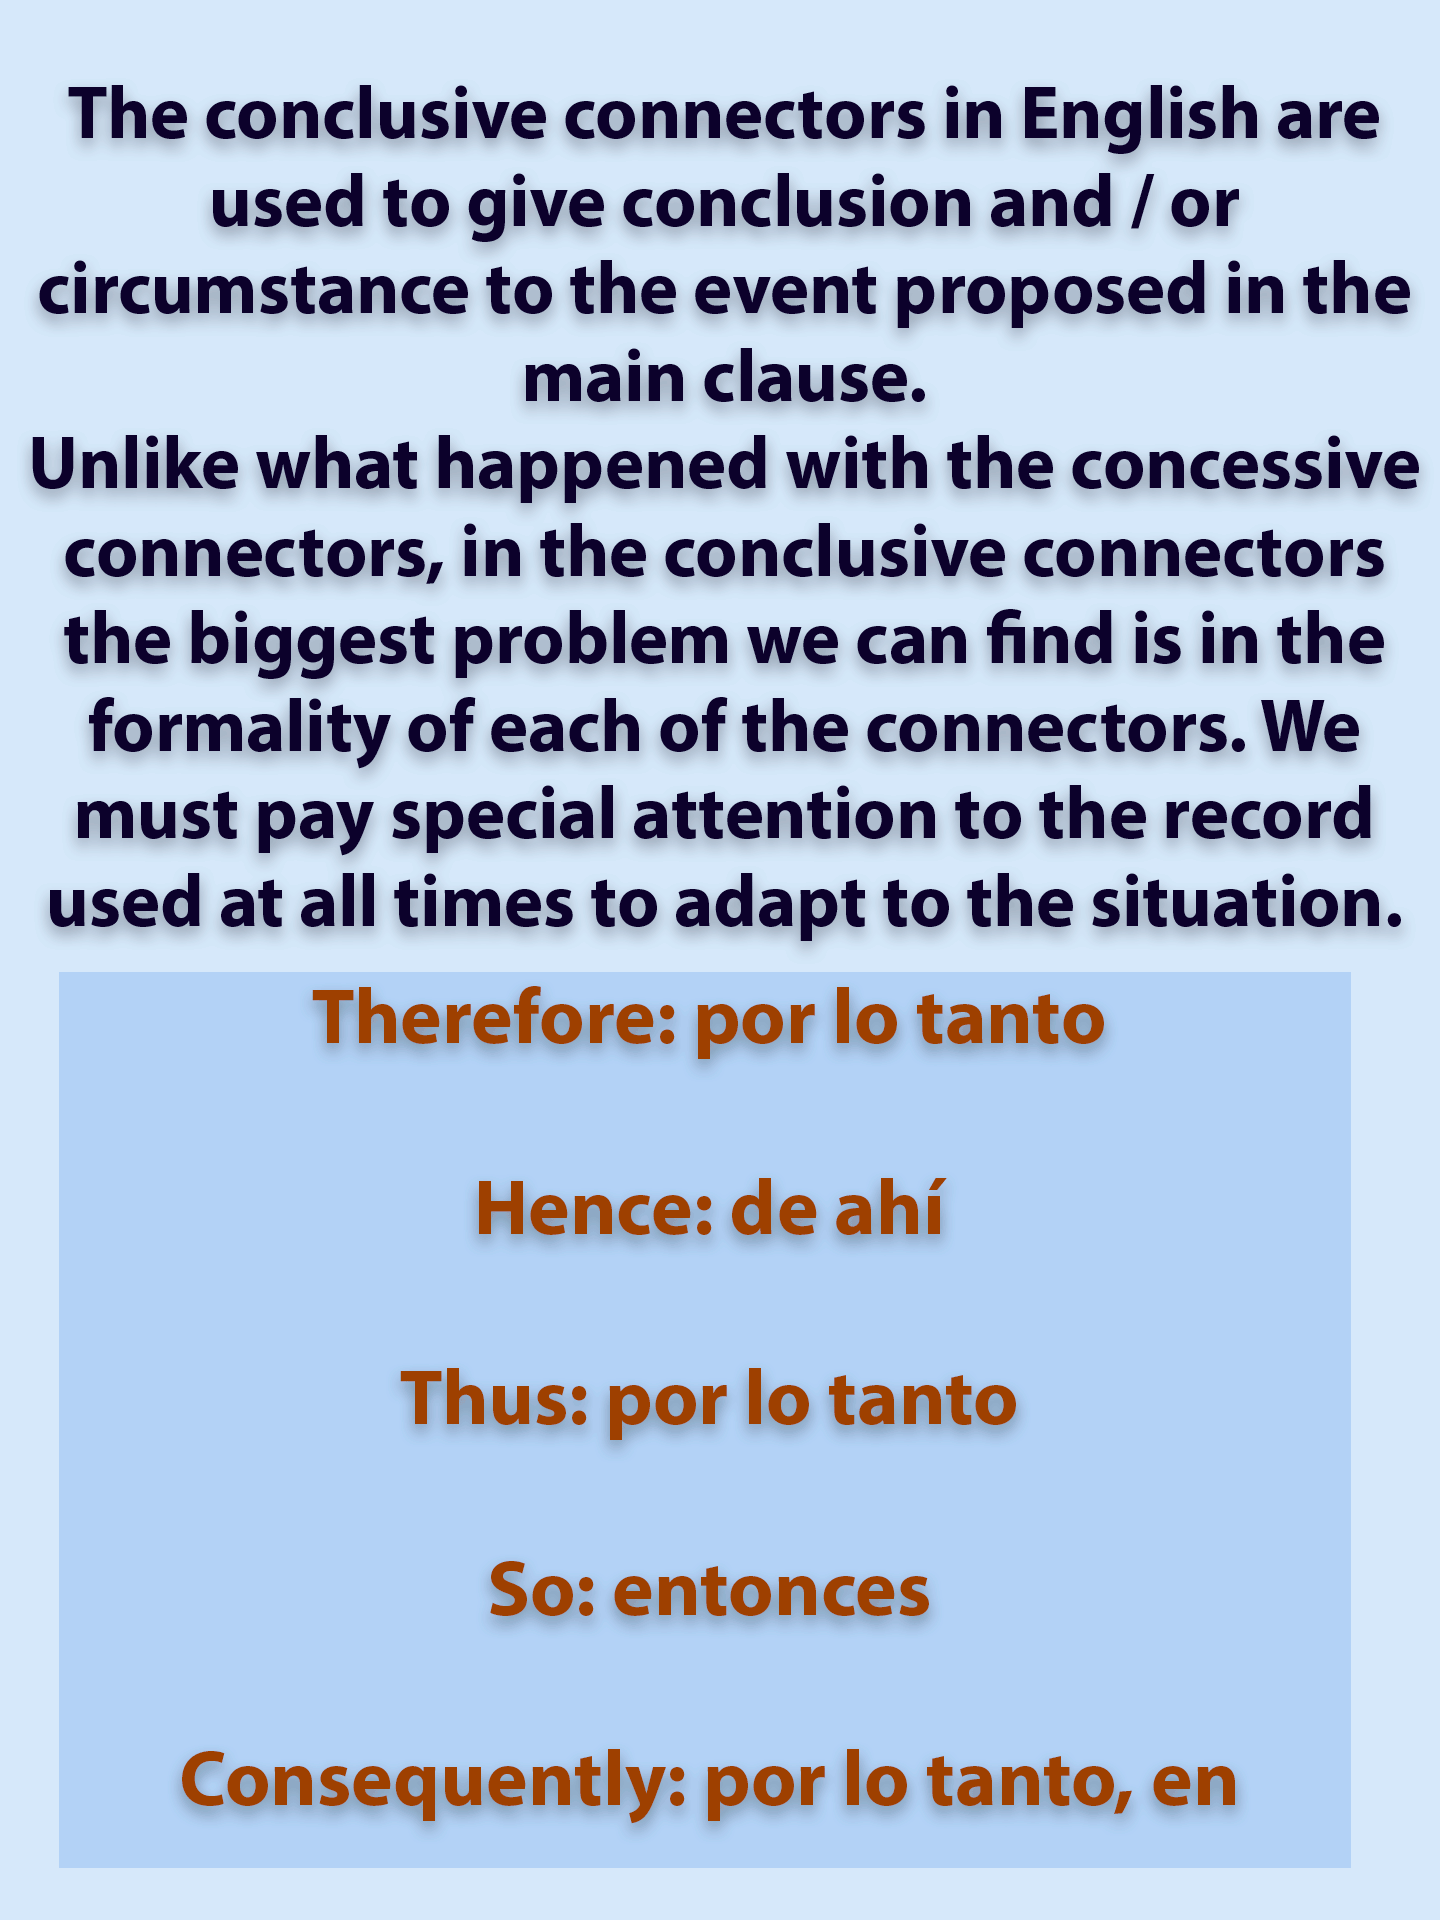 The conclusive connectors in English are
used to give conclusion and / or
circumstance to the event proposed in the
main clause.
Unlike what happened with the concessive
connectors, in the conclusive connectors
the biggest problem we can find is in the
formality of each of the connectors. We
must pay special attention to the record
used at all times to adapt to the situation.
Therefore: por lo tanto
Hence: de ahí
Thus: por lo tanto
So: entonces
Consequently: por lo tanto, en